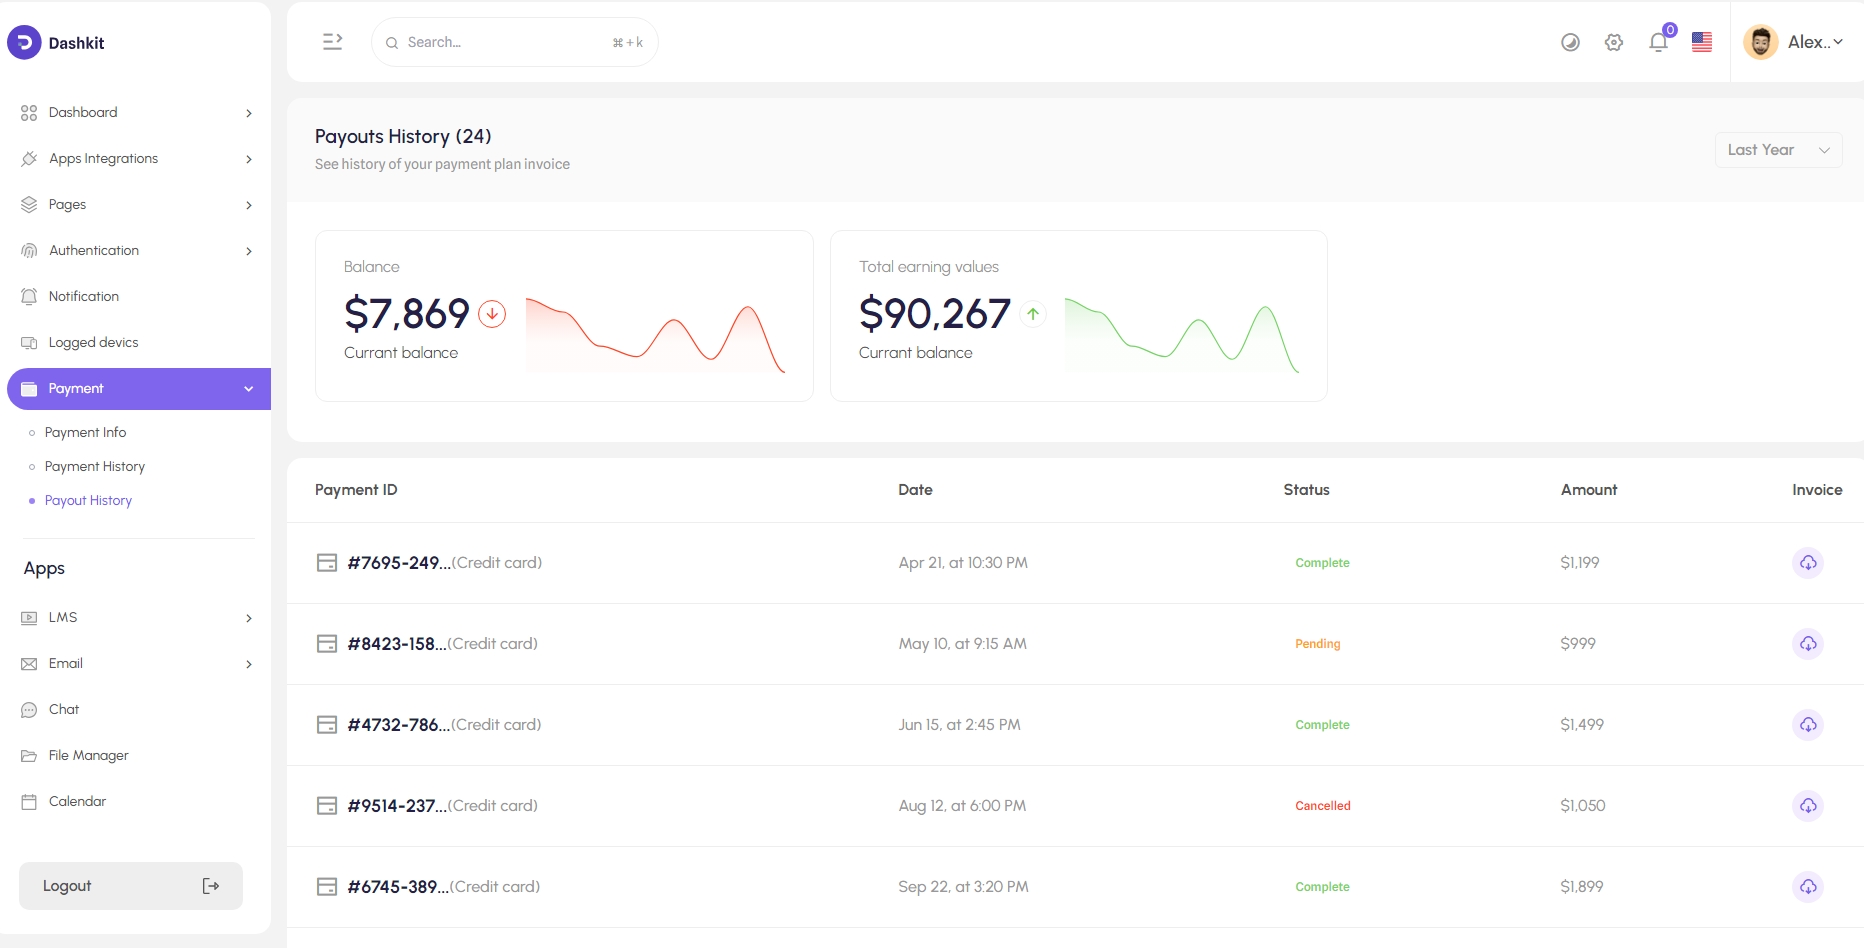 Dashkit
Search...
⌘+k
0
Alex..
Dashboard
Apps Integrations
Pages
Authentication
Notification
Logged devics
Payment
Payment Info
Payment History
Payout History
Apps
LMS
Email
Chat
File Manager
Calendar
Logout
Payouts History (24)
See history of your payment plan invoice
Last Year
Balance
$7,869
Currant balance
Total earning values
$90,267
Currant balance
Payment ID Date Status Amount Invoice
#7695-249...(Credit card) Apr 21, at 10:30 PM Complete $1,199
#8423-158...(Credit card) May 10, at 9:15 AM Pending $999
#4732-786...(Credit card) Jun 15, at 2:45 PM Complete $1,499
#9514-237...(Credit card) Aug 12, at 6:00 PM Cancelled $1,050
#6745-389...(Credit card) Sep 22, at 3:20 PM Complete $1,899